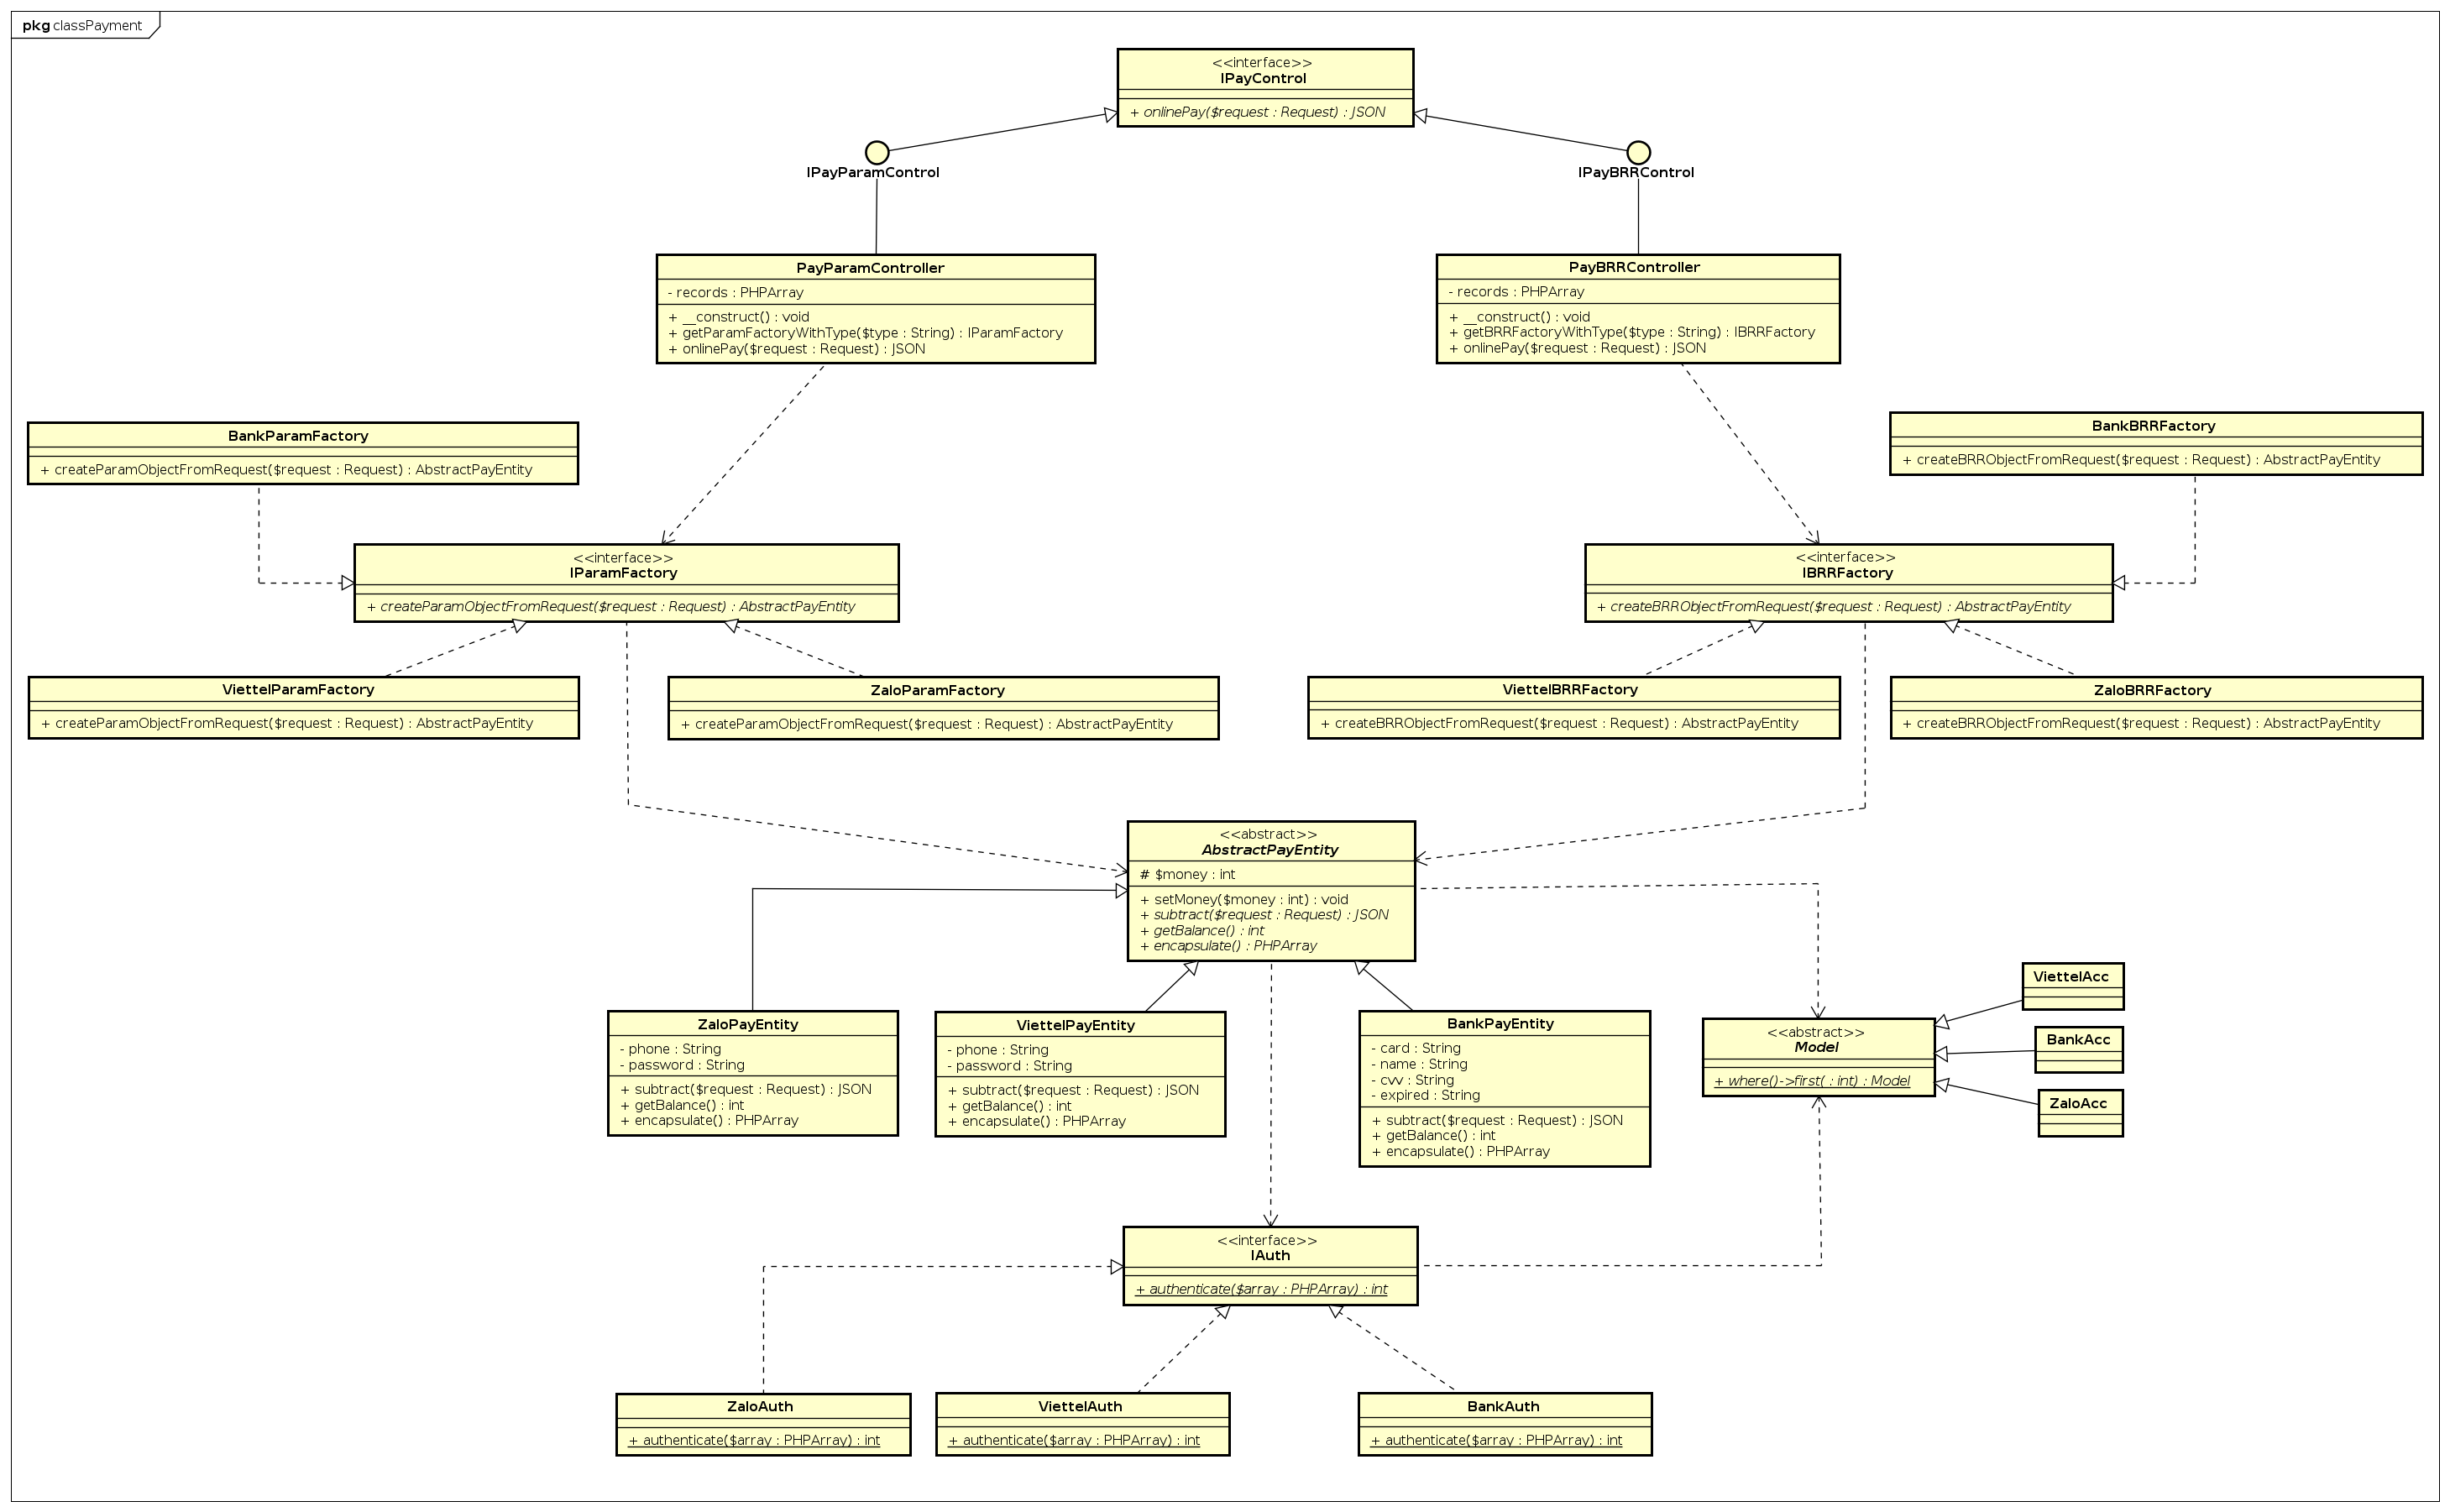 pkg classPayment
<<interface>>
IPayControl
+ onlinePay($request : Request) : JSON
IPayParamControl
IPayBRRControl
PayParamController
- records : PHPArray
+ __construct() : void
+ getParamFactoryWithType($type : String) : IParamFactory
+ onlinePay($request : Request) : JSON
PayBRRController
- records : PHPArray
+ __construct() : void
+ getBRRFactoryWithType($type : String) : IBRRFactory
+ onlinePay($request : Request) : JSON
BankParamFactory
+ createParamObjectFromRequest($request : Request) : AbstractPayEntity
BankBRRFactory
+ createBRRObjectFromRequest($request : Request) : AbstractPayEntity
<<interface>>
IParamFactory
+ createParamObjectFromRequest($request : Request) : AbstractPayEntity
<<interface>>
IBRRFactory
+ createBRRObjectFromRequest($request : Request) : AbstractPayEntity
ViettelParamFactory
+ createParamObjectFromRequest($request : Request) : AbstractPayEntity
ZaloParamFactory
+ createParamObjectFromRequest($request : Request) : AbstractPayEntity
ViettelBRRFactory
+ createBRRObjectFromRequest($request : Request) : AbstractPayEntity
ZaloBRRFactory
+ createBRRObjectFromRequest($request : Request) : AbstractPayEntity
<<abstract>>
AbstractPayEntity
# $money : int
+ setMoney($money : int) : void
+ subtract($request : Request) : JSON
+ getBalance() : int
+ encapsulate() : PHPArray
ZaloPayEntity
- phone : String
- password : String
+ subtract($request : Request) : JSON
+ getBalance() : int
+ encapsulate() : PHPArray
ViettelPayEntity
- phone : String
- password : String
+ subtract($request : Request) : JSON
+ getBalance() : int
+ encapsulate() : PHPArray
BankPayEntity
- card : String
- name : String
- cvv : String
- expired : String
+ subtract($request : Request) : JSON
+ getBalance() : int
+ encapsulate() : PHPArray
<<abstract>>
Model
+ where()->first( : int) : Model
ViettelAcc
BankAcc
ZaloAcc
<<interface>>
IAuth
+ authenticate($array : PHPArray) : int
ZaloAuth
+ authenticate($array : PHPArray) : int
ViettelAuth
+ authenticate($array : PHPArray) : int
BankAuth
+ authenticate($array : PHPArray) : int